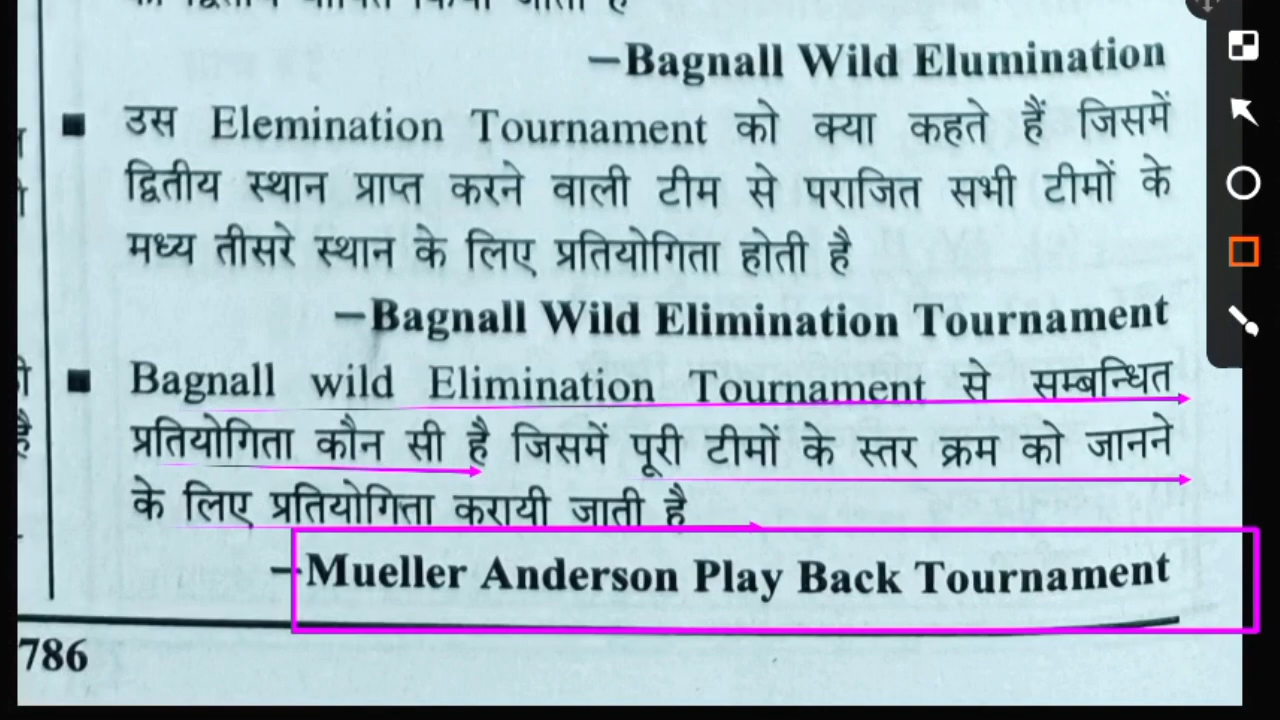 —Bagnall Wild Elumination
■ उस Elemination Tournament को क्या कहते हैं जिसमें
द्वितीय स्थान प्राप्त करने वाली टीम से पराजित सभी टीमों के
मध्य तीसरे स्थान के लिए प्रतियोगिता होती है
—Bagnall Wild Elimination Tournament
■ Bagnall wild Elimination Tournament से सम्बन्धित
प्रतियोगिता कौन सी है जिसमें पूरी टीमों के स्तर क्रम को जानने
के लिए प्रतियोगिता करायी जाती है
—Mueller Anderson Play Back Tournament
786